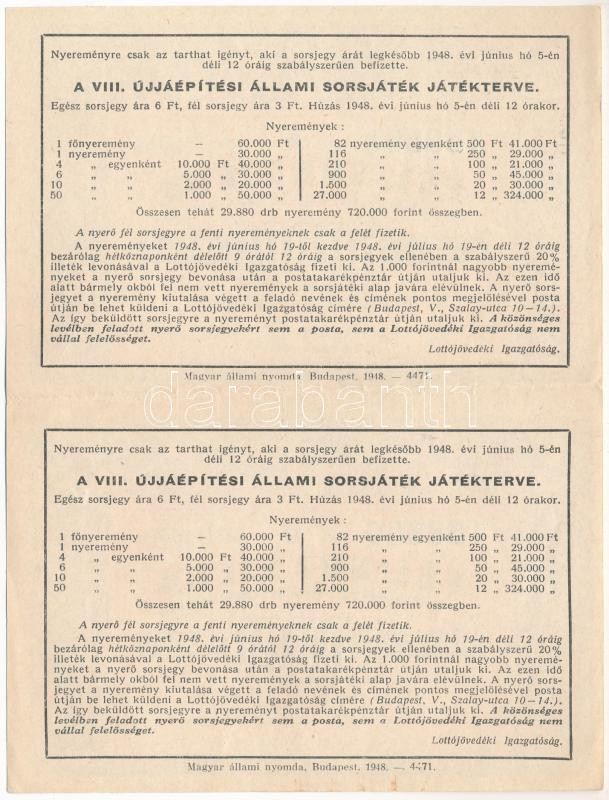 Nyereményre csak az tarthat igényt, aki a sorsjegy árát legkésőbb 1948. évi június hó 5-én
déli 12 óráig szabályszerűen befizette.
A VIII. ÚJJÁÉPÍTÉSI ÁLLAMI SORSJÁTÉK JÁTÉKTERVE.
Egész sorsjegy ára 6 Ft, fél sorsjegy ára 3 Ft. Húzás 1948. évi június hó 5-én déli 12 órakor.
Nyeremények :
1 főnyeremény — 60.000 Ft 82 nyeremény egyenként 500 Ft 41.000 Ft
1 nyeremény — 30.000 „ 116 „ „ 250 „ 29.000 „
4 „ egyenként 10.000 Ft 40.000 „ 210 „ „ 100 „ 21.000 „
6 „ „ 5.000 „ 30.000 „ 900 „ „ 50 „ 45.000 „
10 „ „ 2.000 „ 20.000 „ 1.500 „ „ 20 „ 30.000 „
50 „ „ 1.000 „ 50.000 „ 27.000 „ „ 12 „ 324.000 „
Összesen tehát 29.880 drb nyeremény 720.000 forint összegben.
A nyerő fél sorsjegyre a fenti nyereményeknek csak a felét fizetik.
A nyereményeket 1948. évi június hó 19-től kezdve 1948. évi július hó 19-én déli 12 óráig
bezárólag hétköznaponként délelőtt 9 órától 12 óráig a sorsjegyek ellenében a szabályszerű 20%
illeték levonásával a Lottójövedéki Igazgatóság fizeti ki. Az 1.000 forintnál nagyobb nyeremé-
nyeket a nyerő sorsjegy bevonása után a postatakarékpénztár útján utaljuk ki. Az ezen idő
alatt bármely okból fel nem vett nyeremények a sorsjátéki alap javára elévülnek. A nyerő sors-
jegyet a nyeremény kiutalása végett a feladó nevének és címének pontos megjelölésével posta
útján be lehet küldeni a Lottójövedéki Igazgatóság címére (Budapest, V., Szalay-utca 10—14.).
Az így beküldött sorsjegyre a nyereményt postatakarékpénztár útján utaljuk ki. A közönséges
levélben feladott nyerő sorsjegyekért sem a posta, sem a Lottójövedéki Igazgatóság nem
vállal felelősséget.
Lottójövedéki Igazgatóság.
Magyar állami nyomda, Budapest, 1948. — 4471.
darabanth
Nyereményre csak az tarthat igényt, aki a sorsjegy árát legkésőbb 1948. évi június hó 5-én
déli 12 óráig szabályszerűen befizette.
A VIII. ÚJJÁÉPÍTÉSI ÁLLAMI SORSJÁTÉK JÁTÉKTERVE.
Egész sorsjegy ára 6 Ft, fél sorsjegy ára 3 Ft. Húzás 1948. évi június hó 5-én déli 12 órakor.
Nyeremények :
1 főnyeremény — 60.000 Ft 82 nyeremény egyenként 500 Ft 41.000 Ft
1 nyeremény — 30.000 „ 116 „ „ 250 „ 29.000 „
4 „ egyenként 10.000 Ft 40.000 „ 210 „ „ 100 „ 21.000 „
6 „ „ 5.000 „ 30.000 „ 900 „ „ 50 „ 45.000 „
10 „ „ 2.000 „ 20.000 „ 1.500 „ „ 20 „ 30.000 „
50 „ „ 1.000 „ 50.000 „ 27.000 „ „ 12 „ 324.000 „
Összesen tehát 29.880 drb nyeremény 720.000 forint összegben.
A nyerő fél sorsjegyre a fenti nyereményeknek csak a felét fizetik.
A nyereményeket 1948. évi június hó 19-től kezdve 1948. évi július hó 19-én déli 12 óráig
bezárólag hétköznaponként délelőtt 9 órától 12 óráig a sorsjegyek ellenében a szabályszerű 20%
illeték levonásával a Lottójövedéki Igazgatóság fizeti ki. Az 1.000 forintnál nagyobb nyeremé-
nyeket a nyerő sorsjegy bevonása után a postatakarékpénztár útján utaljuk ki. Az ezen idő
alatt bármely okból fel nem vett nyeremények a sorsjátéki alap javára elévülnek. A nyerő sors-
jegyet a nyeremény kiutalása végett a feladó nevének és címének pontos megjelölésével posta
útján be lehet küldeni a Lottójövedéki Igazgatóság címére (Budapest, V., Szalay-utca 10—14.).
Az így beküldött sorsjegyre a nyereményt postatakarékpénztár útján utaljuk ki. A közönséges
levélben feladott nyerő sorsjegyekért sem a posta, sem a Lottójövedéki Igazgatóság nem
vállal felelősséget.
Lottójövedéki Igazgatóság.
Magyar állami nyomda, Budapest, 1948. — 4471.